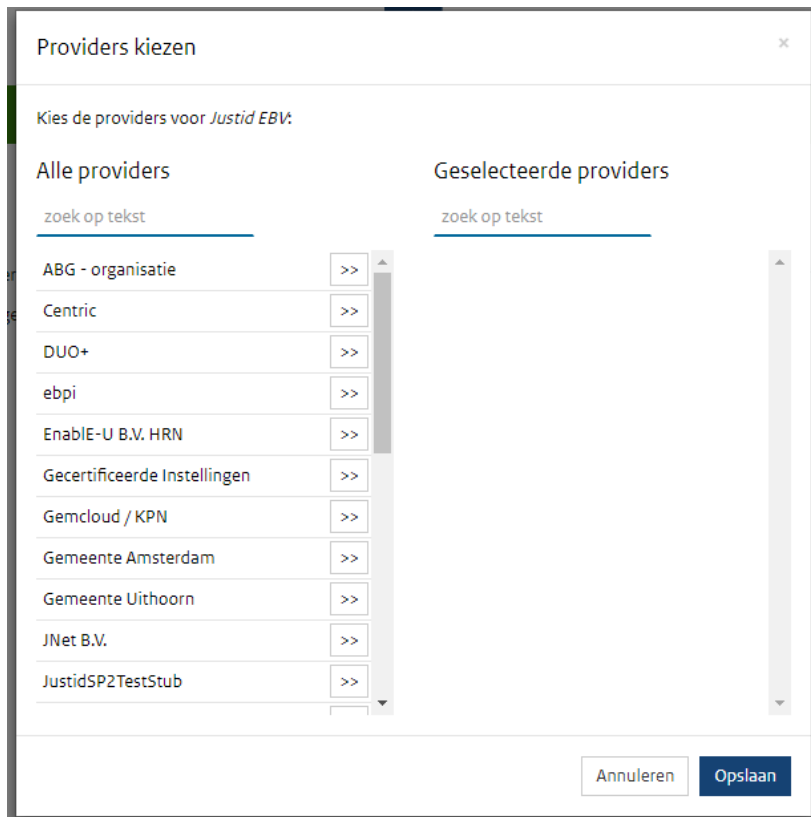 Providers kiezen
×
Kies de providers voor Justid EBV:
Alle providers
Geselecteerde providers
zoek op tekst
zoek op tekst
ABG - organisatie >>
Centric >>
DUO+ >>
ebpi >>
EnablE-U B.V. HRN >>
Gecertificeerde Instellingen >>
Gemcloud / KPN >>
Gemeente Amsterdam >>
Gemeente Uithoorn >>
JNet B.V. >>
JustidSP2TestStub >>
Annuleren
Opslaan